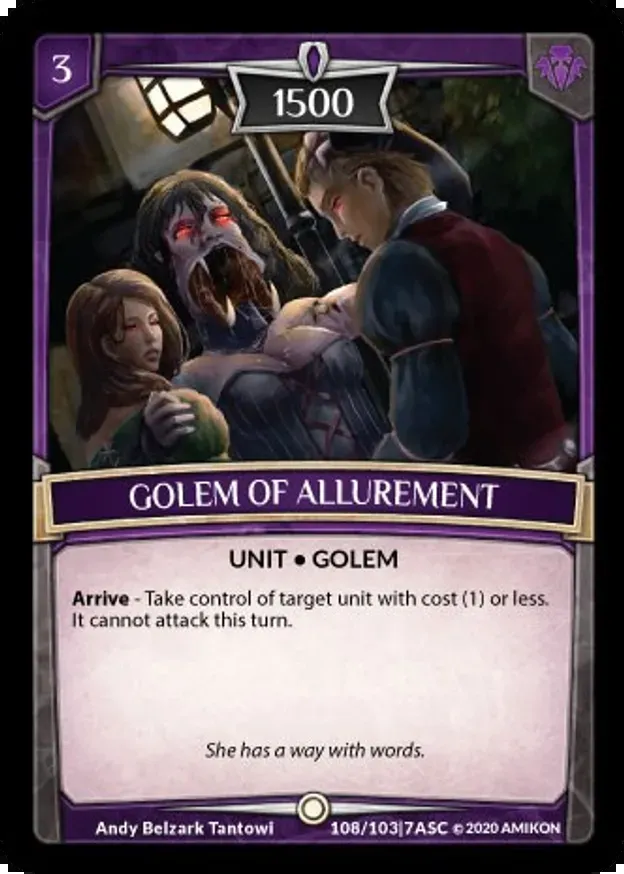 3
1500
GOLEM OF ALLUREMENT
UNIT • GOLEM
Arrive - Take control of target unit with cost (1) or less.
It cannot attack this turn.
She has a way with words.
Andy Belzark Tantowi 108/103|7ASC © 2020 AMIKON